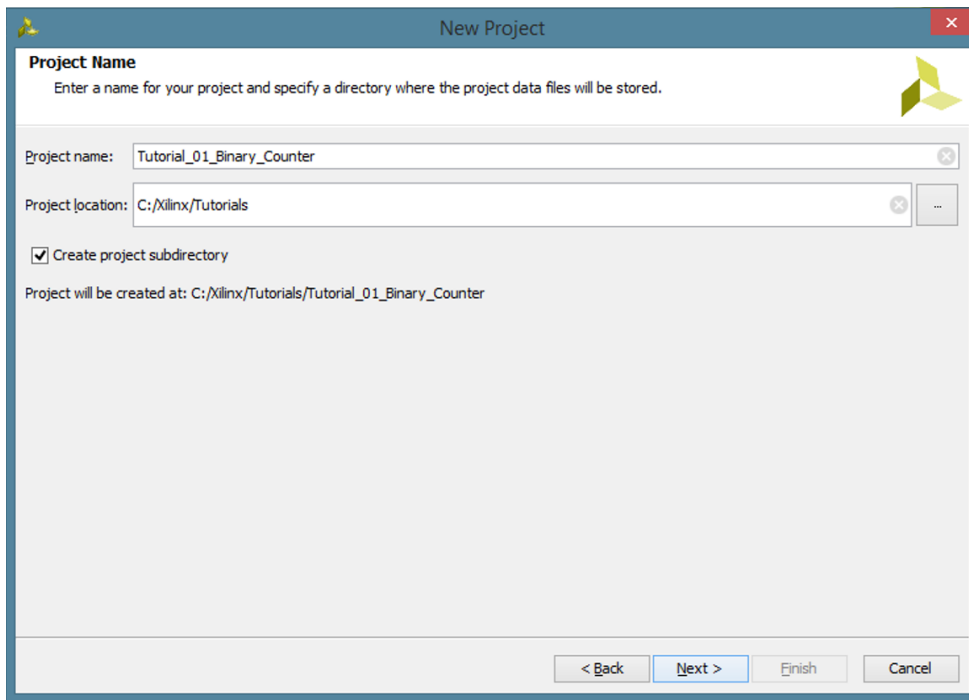 New Project
Project Name
Enter a name for your project and specify a directory where the project data files will be stored.
Project name: Tutorial_01_Binary_Counter
Project location: C:/Xilinx/Tutorials ...
Create project subdirectory
Project will be created at: C:/Xilinx/Tutorials/Tutorial_01_Binary_Counter
< Back Next > Finish Cancel